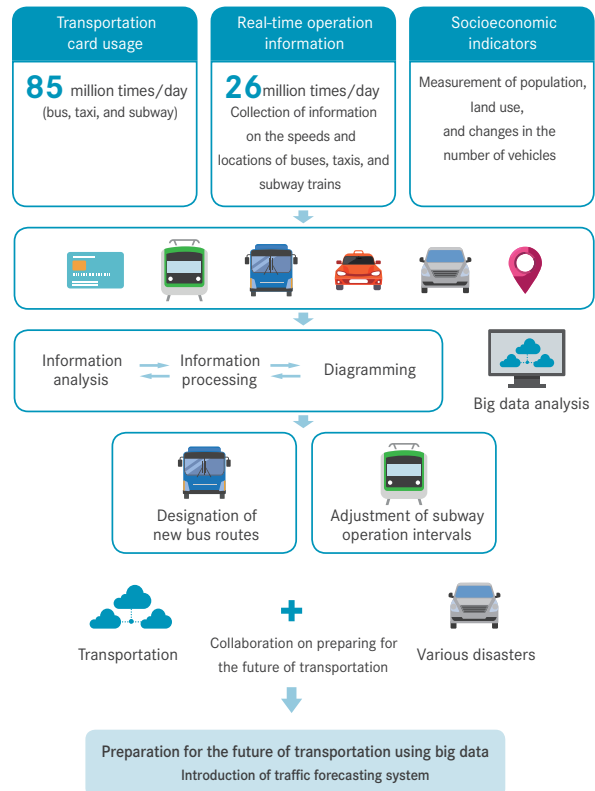 Transportation
card usage
85 million times/day
(bus, taxi, and subway)
Real-time operation
information
26million times/day
Collection of information
on the speeds and
locations of buses, taxis, and
subway trains
Socioeconomic
indicators
Measurement of population,
land use,
and changes in the
number of vehicles
Information
analysis
Information
processing
Diagramming
Big data analysis
Designation of
new bus routes
Adjustment of subway
operation intervals
Transportation
+
Collaboration on preparing for
the future of transportation
Various disasters
Preparation for the future of transportation using big data
Introduction of traffic forecasting system